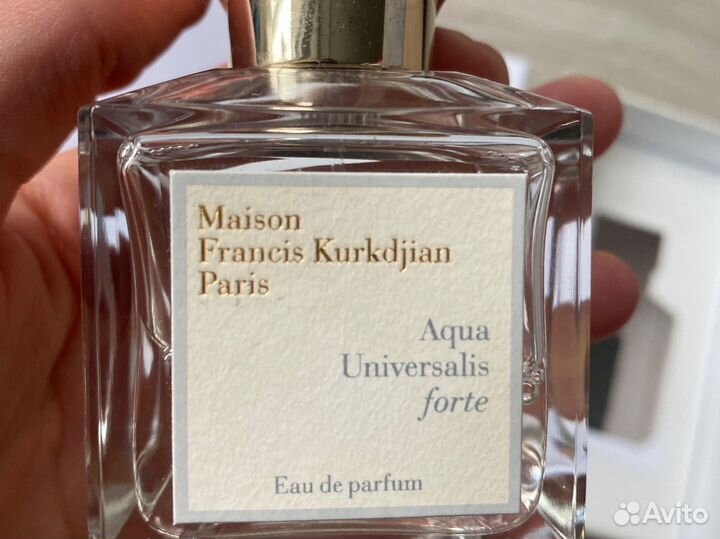 Maison
Francis Kurkdjian
Paris
Aqua
Universalis
forte
Eau de parfum
Avito